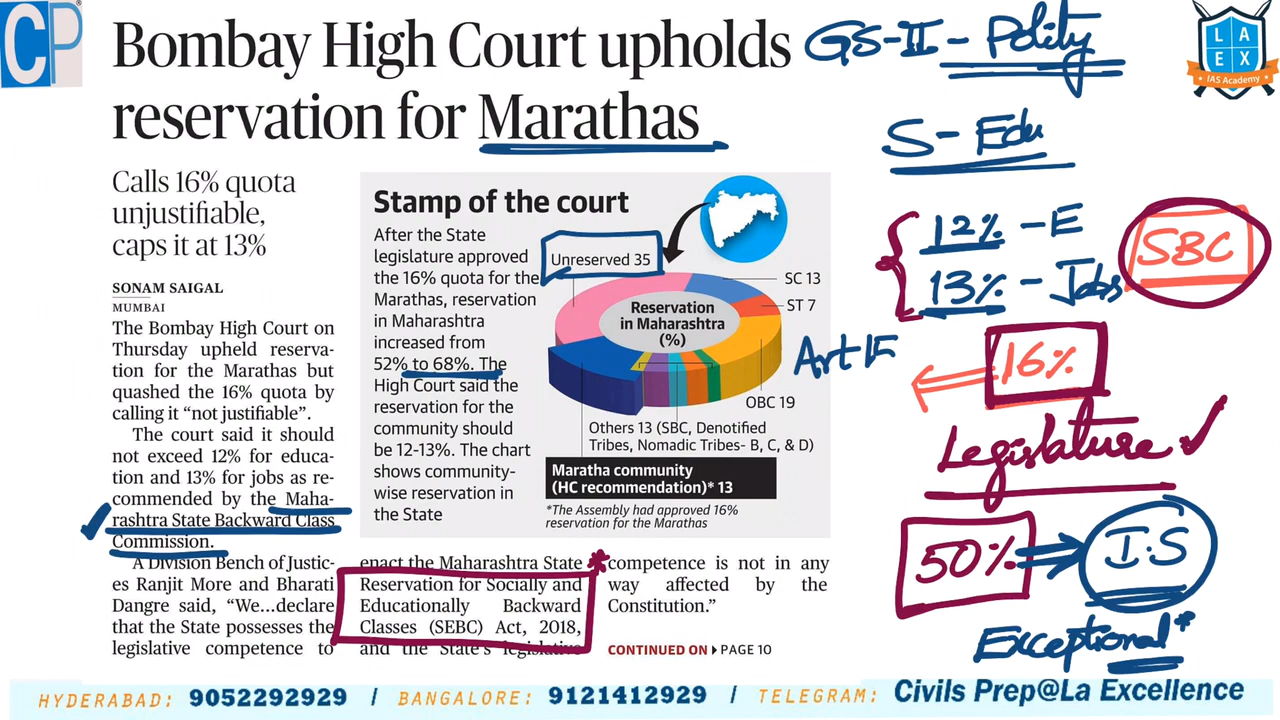 CP
Bombay High Court upholds
reservation for Marathas
Calls 16% quota
unjustifiable,
caps it at 13%
SONAM SAIGAL
MUMBAI
The Bombay High Court on
Thursday upheld reserva-
tion for the Marathas but
quashed the 16% quota by
calling it “not justifiable”.
The court said it should
not exceed 12% for educa-
tion and 13% for jobs as re-
commended by the Maha-
rashtra State Backward Class
Commission.
A Division Bench of Justic-
es Ranjit More and Bharati
Dangre said, “We...declare
that the State possesses the
legislative competence to
Stamp of the court
After the State
legislature approved
the 16% quota for the
Marathas, reservation
in Maharashtra
increased from
52% to 68%. The
High Court said the
reservation for the
community should
be 12-13%. The chart
shows community-
wise reservation in
the State
Unreserved 35
SC 13
ST 7
Reservation
in Maharashtra
(%)
OBC 19
Others 13 (SBC, Denotified
Tribes, Nomadic Tribes- B, C, & D)
Maratha community
(HC recommendation)* 13
*The Assembly had approved 16%
reservation for the Marathas
enact the Maharashtra State
Reservation for Socially and
Educationally Backward
Classes (SEBC) Act, 2018,
and the State's legislative
competence is not in any
way affected by the
Constitution.”
CONTINUED ON PAGE 10
GS-II - Polity
S - Edu
12% - E
13% - Jobs
SBC
Art 15
16%
Legislature
50%
I.S
Exceptional*
L A
E X
IAS Academy
HYDERABAD: 9052292929 / BANGALORE: 9121412929 / TELEGRAM: Civils Prep@La Excellence